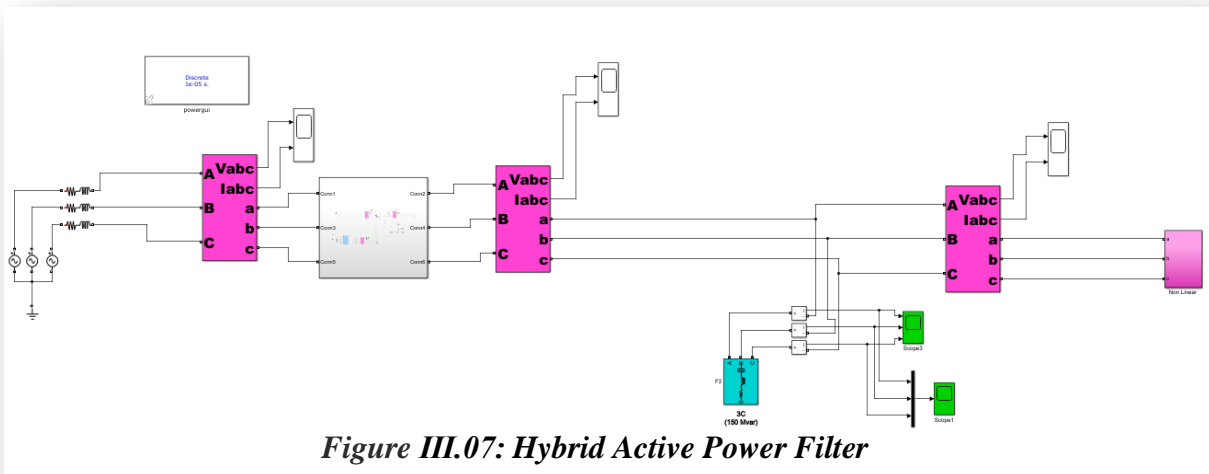 Discrete
1e-05 s.
powergui
A
B
C
Vabc
Iabc
a
b
c
Conn1
Conn3
Conn5
Conn2
Conn4
Conn6
A
B
C
Vabc
Iabc
a
b
c
A
B
C
Vabc
Iabc
a
b
c
a
b
Non Linear
Scope3
A
B
C
F2
3C
(150 Mvar)
Scope1
Figure III.07: Hybrid Active Power Filter